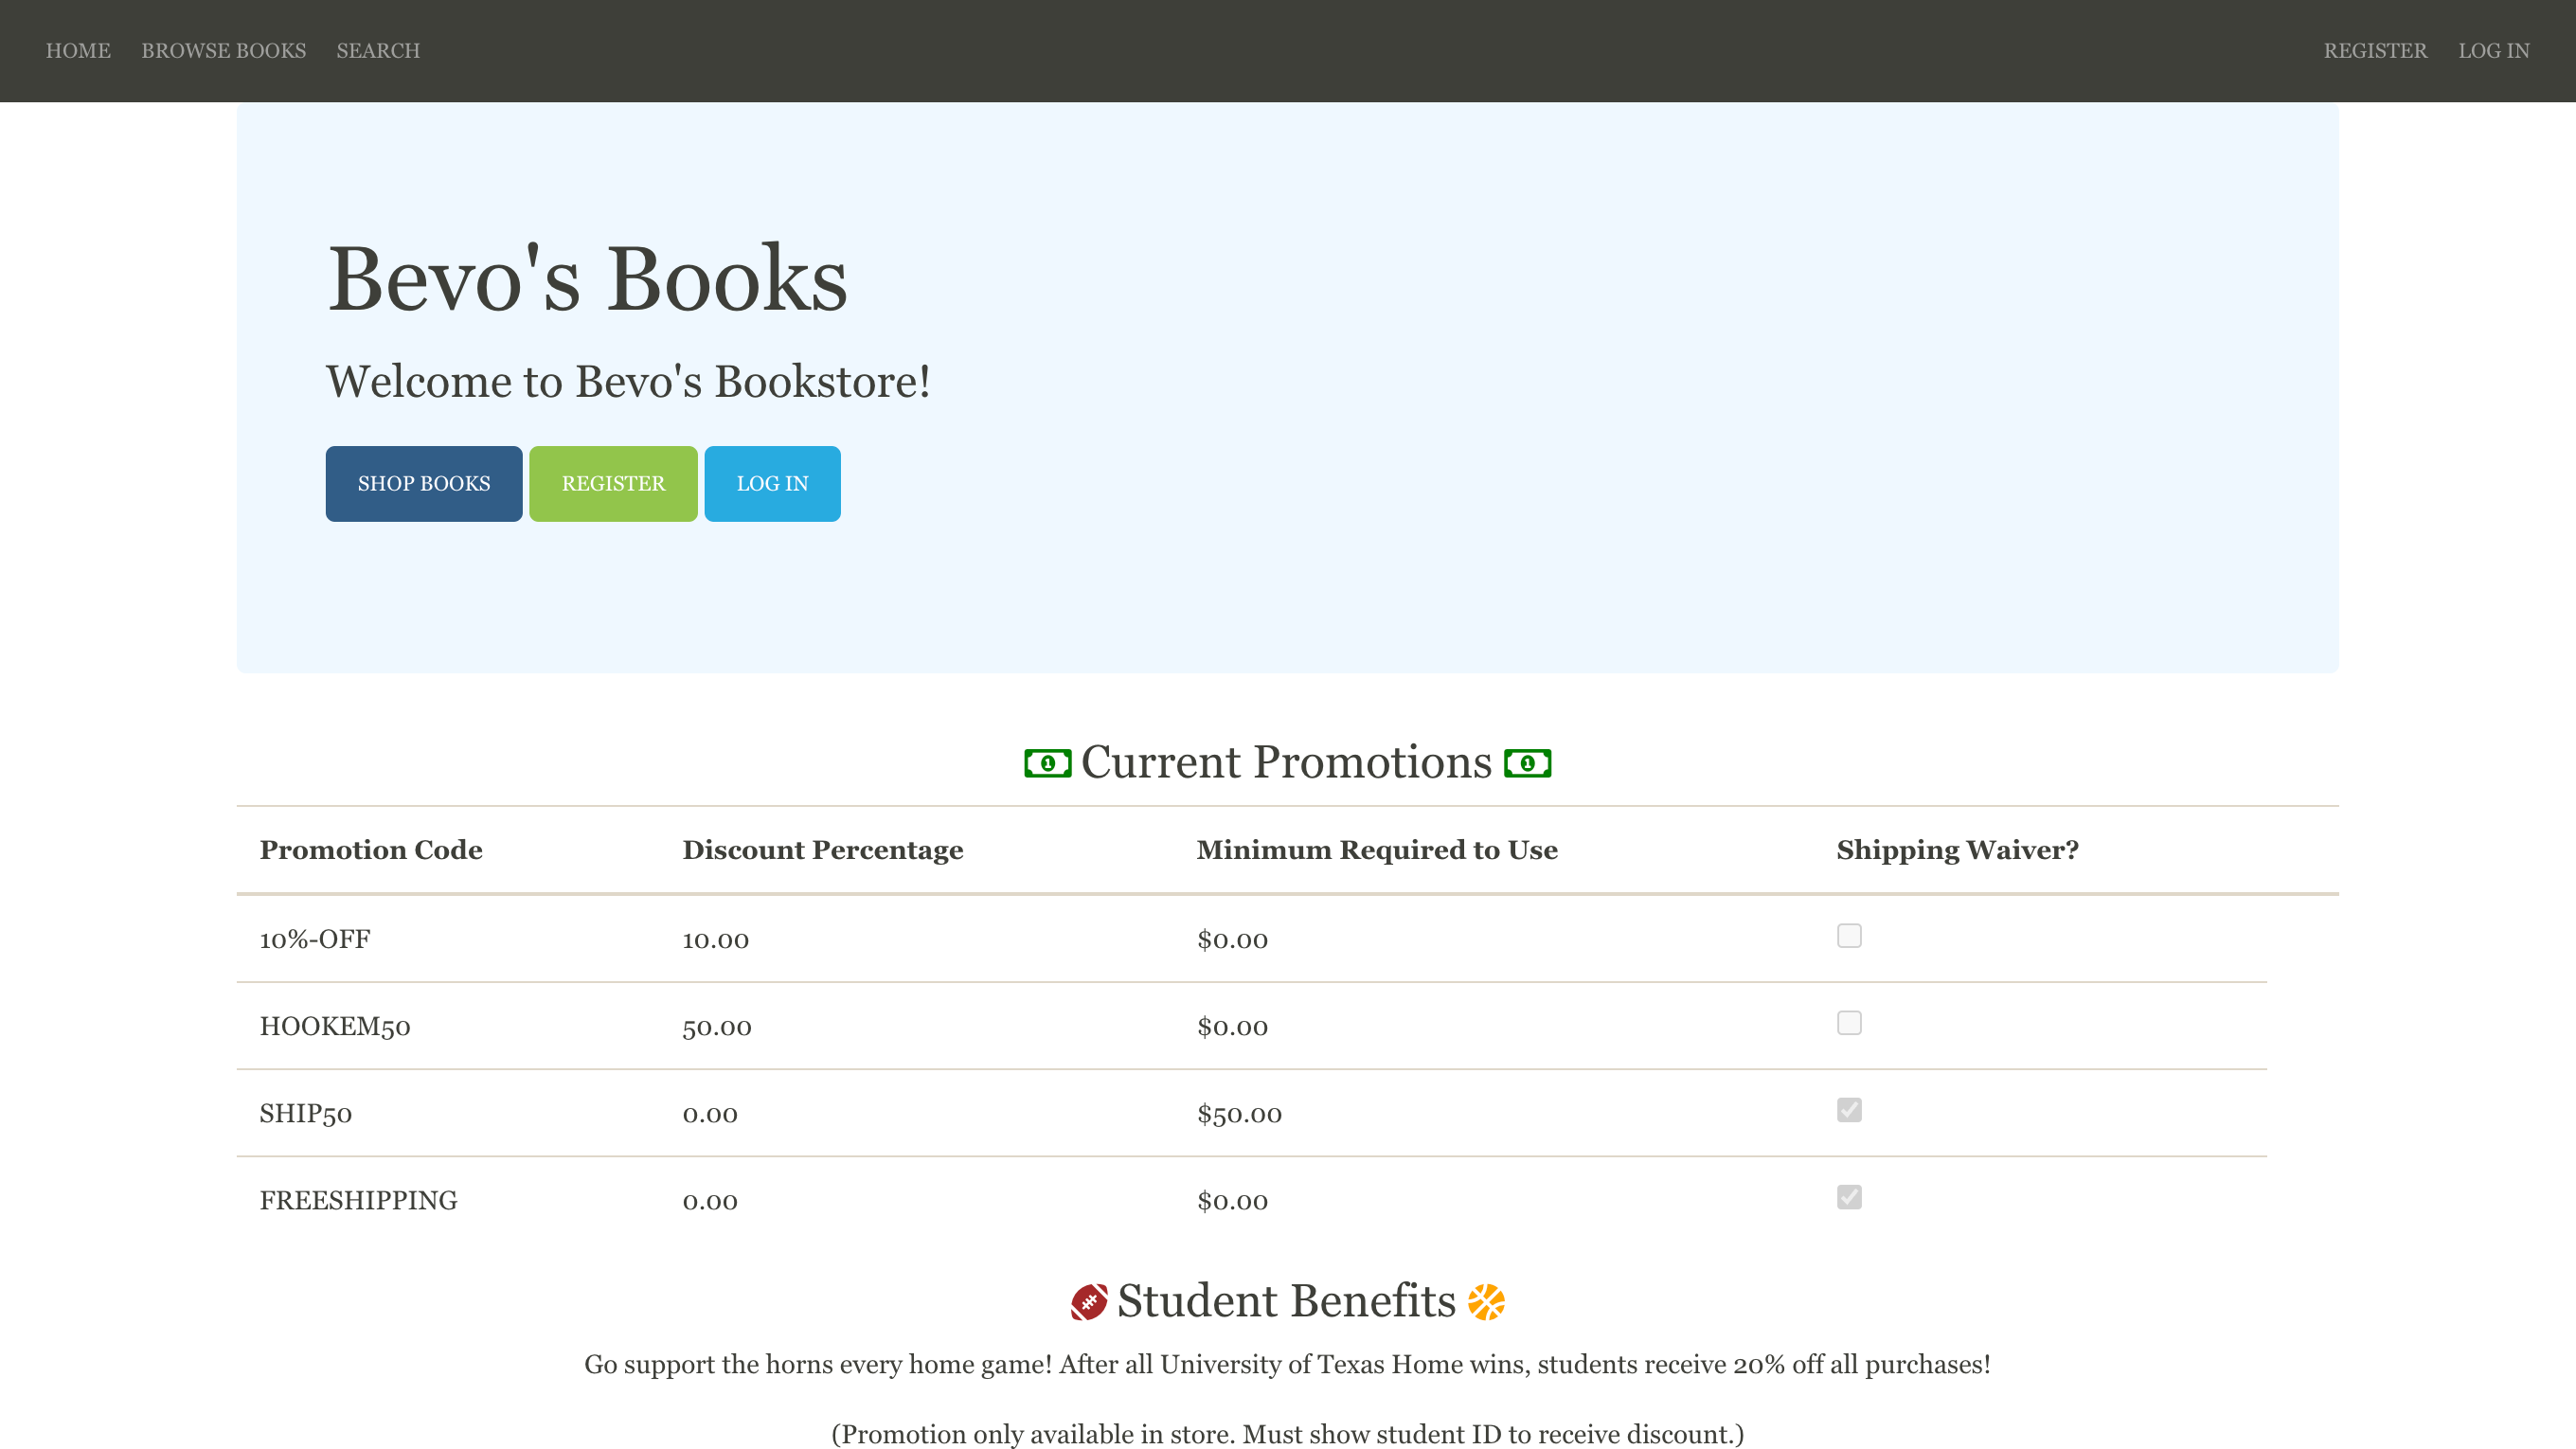 HOME BROWSE BOOKS SEARCH REGISTER LOG IN
Bevo's Books
Welcome to Bevo's Bookstore!
SHOP BOOKS REGISTER LOG IN
Current Promotions
Promotion Code Discount Percentage Minimum Required to Use Shipping Waiver?
10%-OFF 10.00 $0.00
HOOKEM50 50.00 $0.00
SHIP50 0.00 $50.00
FREESHIPPING 0.00 $0.00
Student Benefits
Go support the horns every home game! After all University of Texas Home wins, students receive 20% off all purchases!
(Promotion only available in store. Must show student ID to receive discount.)